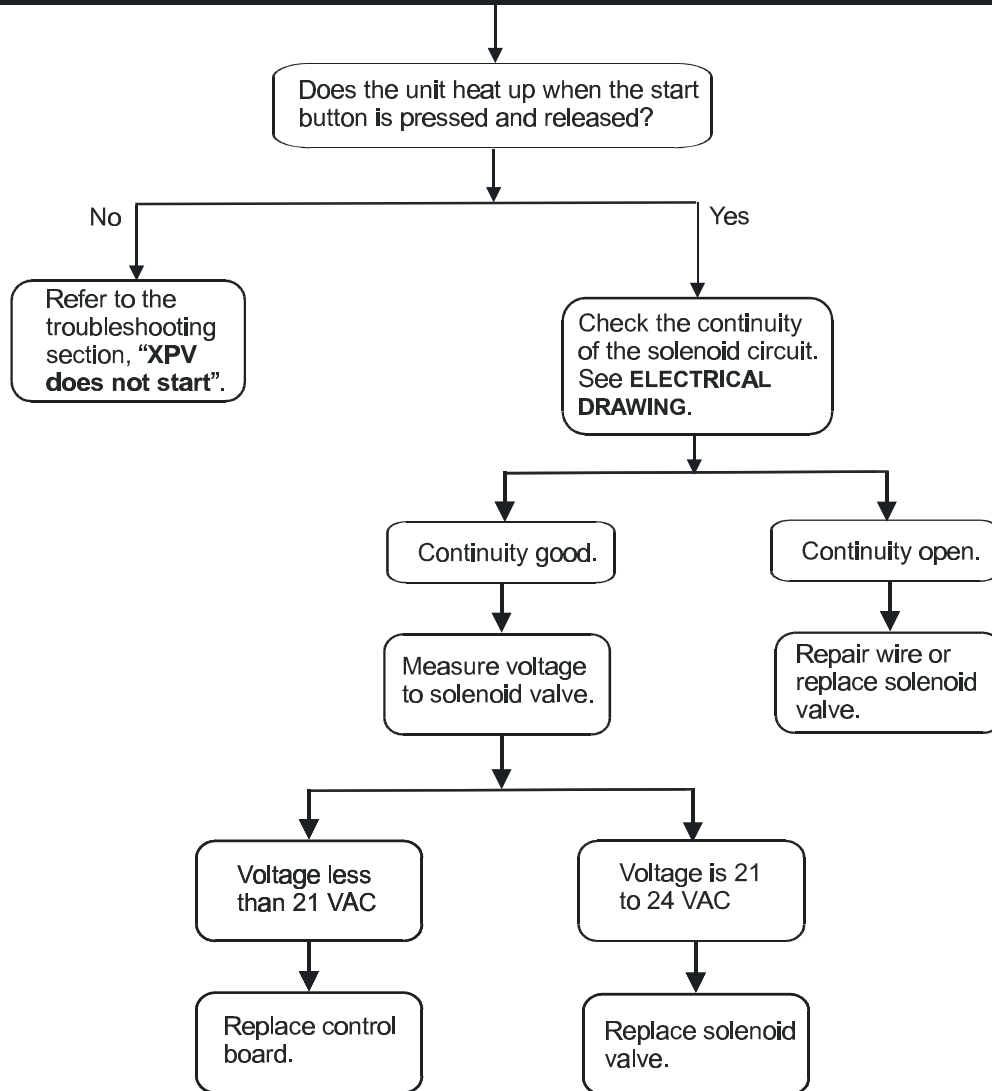 Does the unit heat up when the start
button is pressed and released?
No
Yes
Refer to the
troubleshooting
section, “XPV
does not start”.
Check the continuity
of the solenoid circuit.
See ELECTRICAL
DRAWING.
Continuity good.
Continuity open.
Measure voltage
to solenoid valve.
Repair wire or
replace solenoid
valve.
Voltage less
than 21 VAC
Voltage is 21
to 24 VAC
Replace control
board.
Replace solenoid
valve.